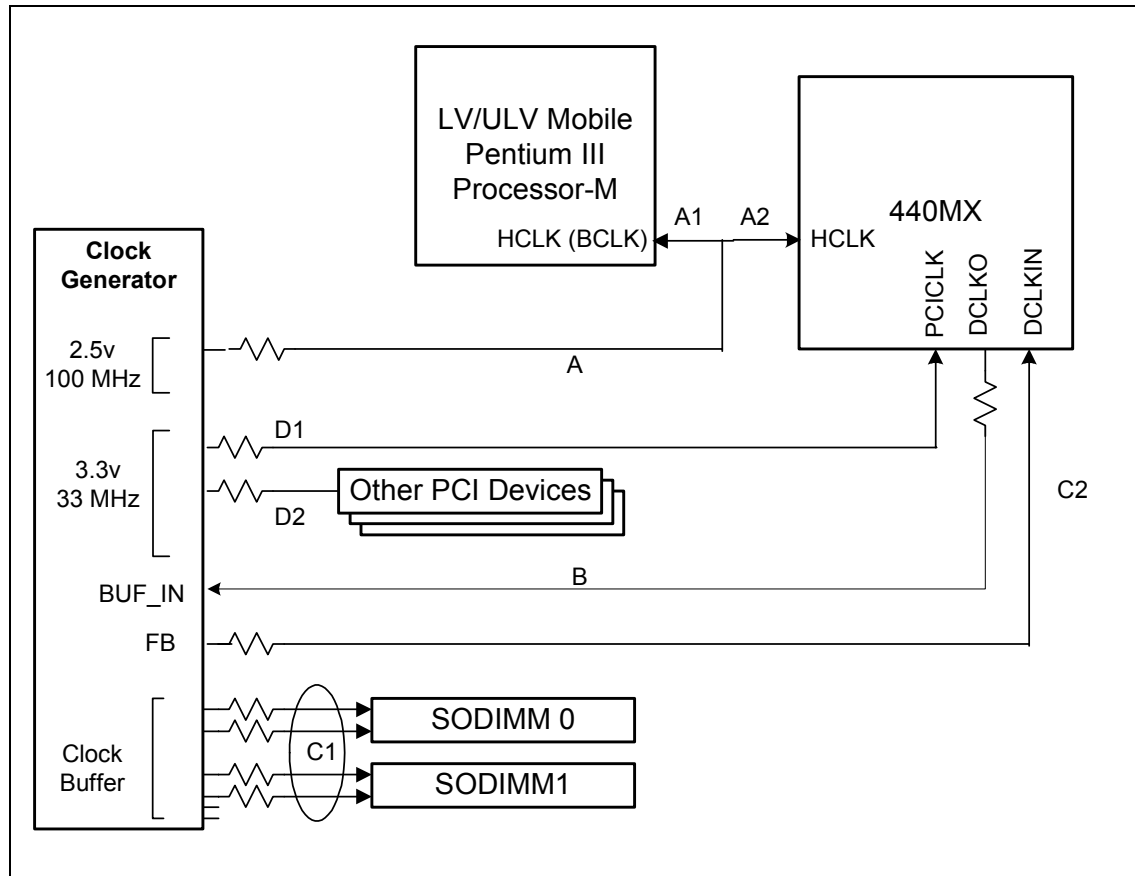 LV/ULV Mobile
Pentium III
Processor-M
HCLK (BCLK)
A1
A2
440MX
HCLK
PCICLK
DCLKO
DCLKIN
Clock
Generator
2.5v
100 MHz
A
D1
3.3v
33 MHz
Other PCI Devices
D2
C2
BUF_IN
B
FB
SODIMM 0
C1
Clock
Buffer
SODIMM1